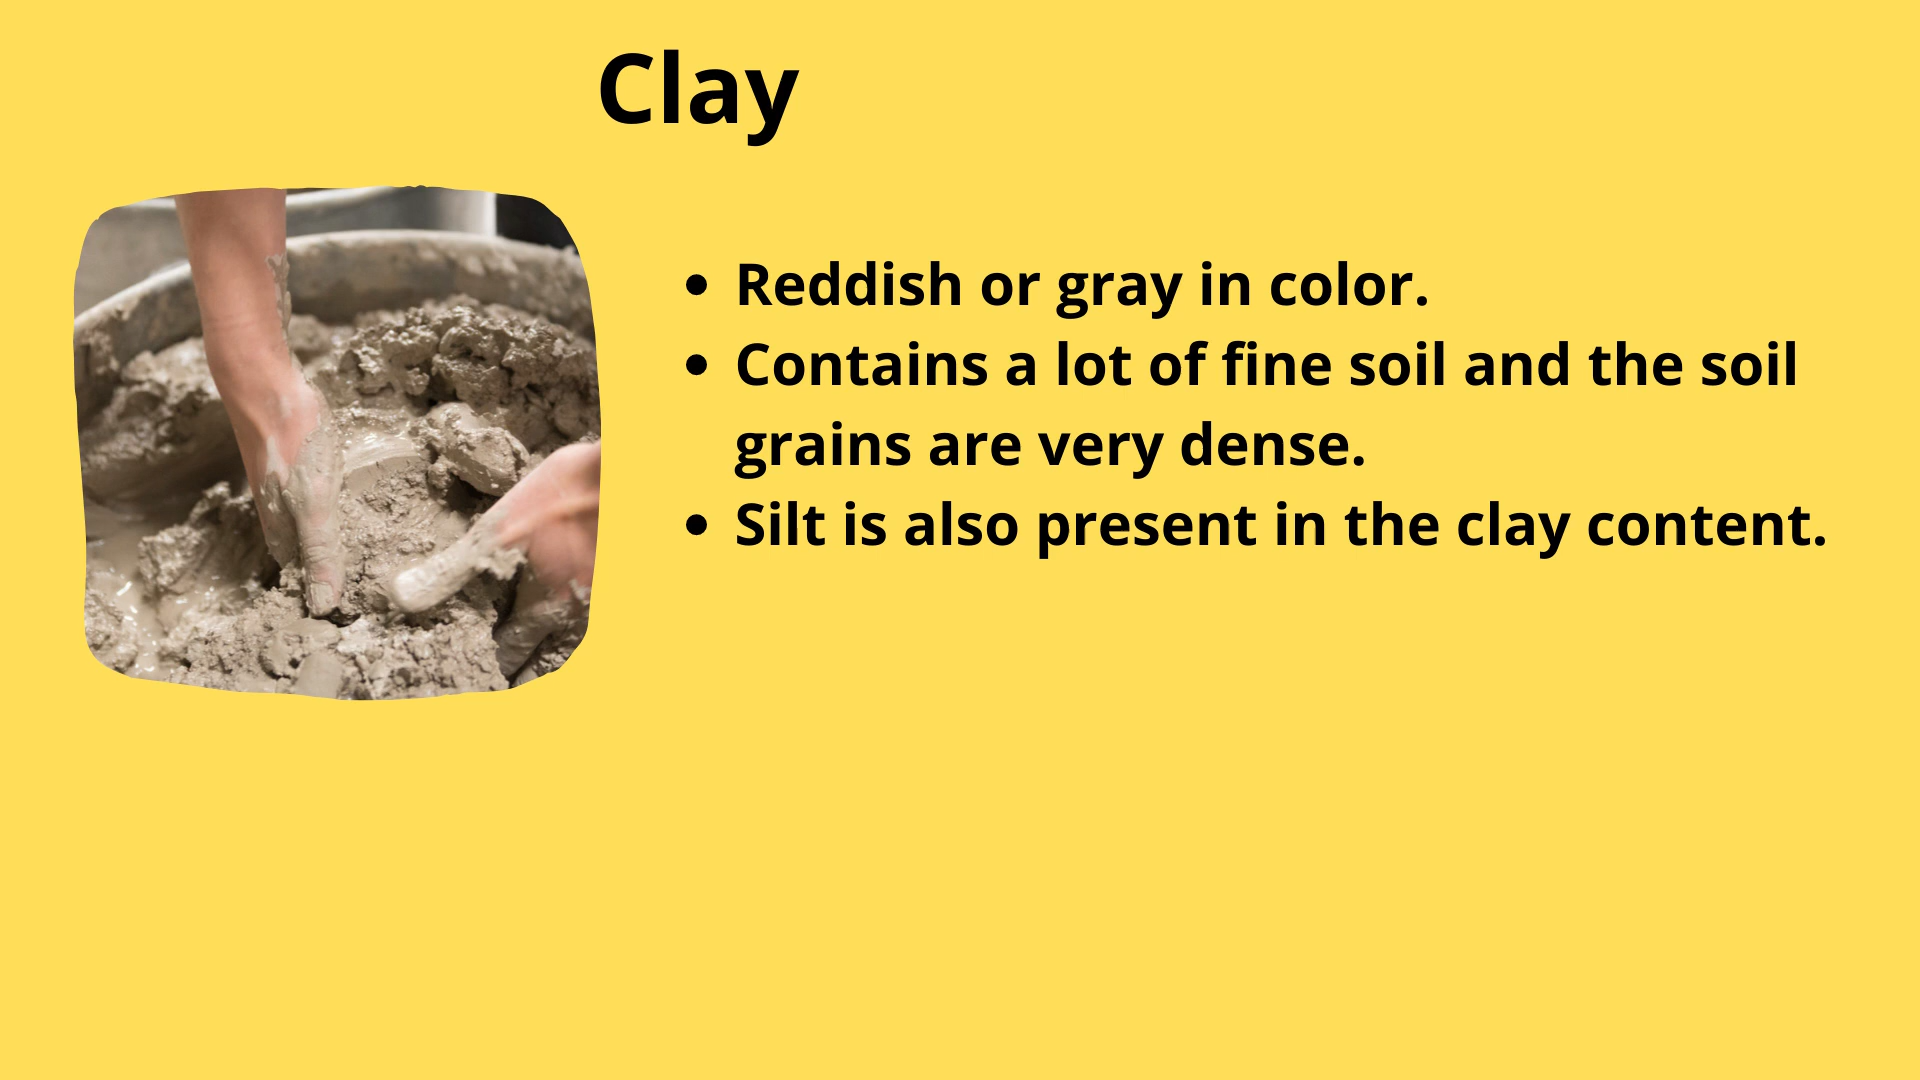 Clay
• Reddish or gray in color.
• Contains a lot of fine soil and the soil
grains are very dense.
• Silt is also present in the clay content.